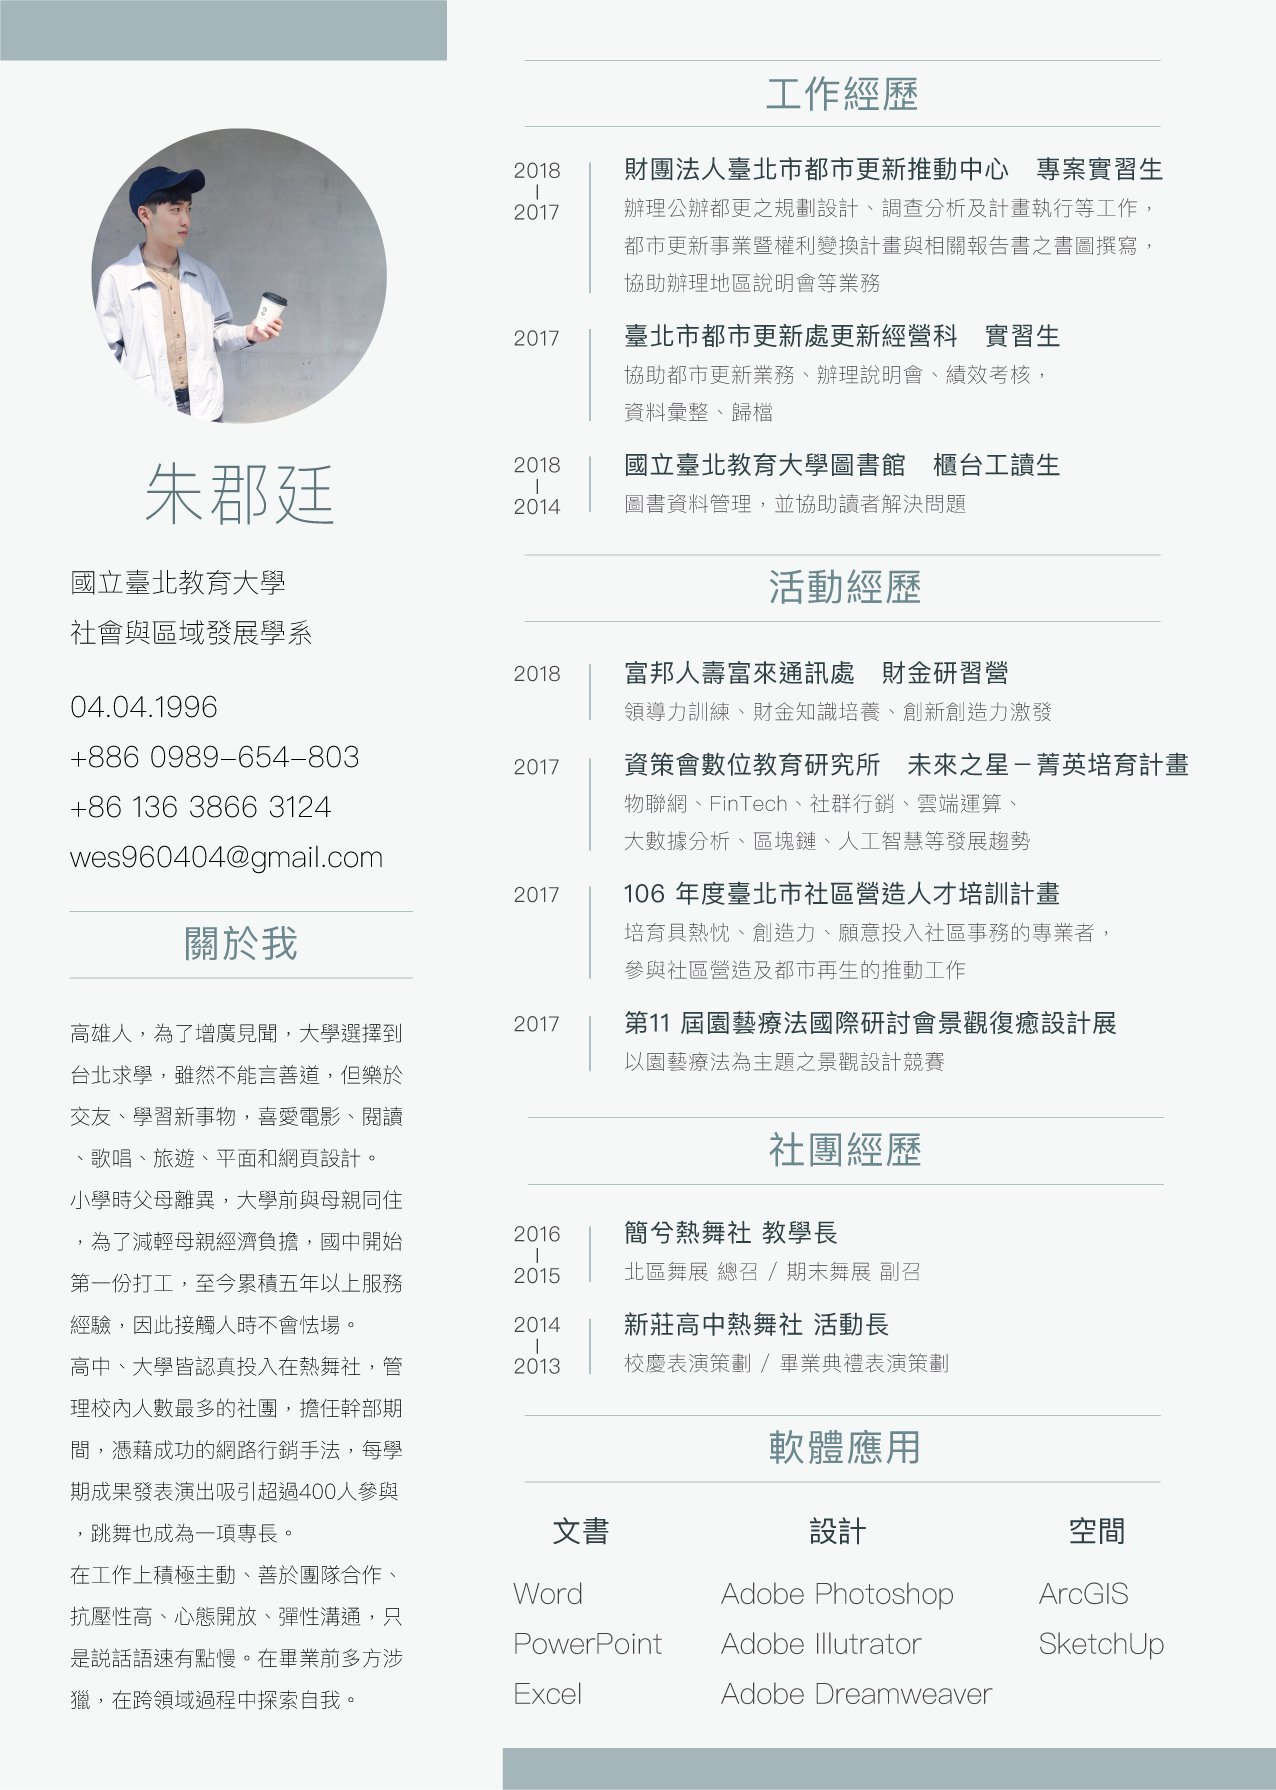 朱郡廷
國立臺北教育大學
社會與區域發展學系
04.04.1996
+886 0989-654-803
+86 136 3866 3124
wes960404@gmail.com
關於我
高雄人，為了增廣見聞，大學選擇到
台北求學，雖然不能言善道，但樂於
交友、學習新事物，喜愛電影、閱讀
、歌唱、旅遊、平面和網頁設計。
小學時父母離異，大學前與母親同住
，為了減輕母親經濟負擔，國中開始
第一份打工，至今累積五年以上服務
經驗，因此接觸人時不會怯場。
高中、大學皆認真投入在熱舞社，管
理校內人數最多的社團，擔任幹部期
間，憑藉成功的網路行銷手法，每學
期成果發表演出吸引超過400人參與
，跳舞也成為一項專長。
在工作上積極主動、善於團隊合作、
抗壓性高、心態開放、彈性溝通，只
是説話語速有點慢。在畢業前多方涉
獵，在跨領域過程中探索自我。
工作經歷
2018
|
2017
財團法人臺北市都市更新推動中心　專案實習生
辦理公辦都更之規劃設計、調查分析及計畫執行等工作，
都市更新事業暨權利變換計畫與相關報告書之書圖撰寫，
協助辦理地區說明會等業務
2017
臺北市都市更新處更新經營科　實習生
協助都市更新業務、辦理說明會、績效考核，
資料彙整、歸檔
2018
|
2014
國立臺北教育大學圖書館　櫃台工讀生
圖書資料管理，並協助讀者解決問題
活動經歷
2018
富邦人壽富來通訊處　財金研習營
領導力訓練、財金知識培養、創新創造力激發
2017
資策會數位教育研究所　未來之星－菁英培育計畫
物聯網、FinTech、社群行銷、雲端運算、
大數據分析、區塊鏈、人工智慧等發展趨勢
2017
106 年度臺北市社區營造人才培訓計畫
培育具熱忱、創造力、願意投入社區事務的專業者，
參與社區營造及都市再生的推動工作
2017
第11 屆園藝療法國際研討會景觀復癒設計展
以園藝療法為主題之景觀設計競賽
社團經歷
2016
|
2015
簡兮熱舞社 教學長
北區舞展 總召 / 期末舞展 副召
2014
|
2013
新莊高中熱舞社 活動長
校慶表演策劃 / 畢業典禮表演策劃
軟體應用
文書
Word
PowerPoint
Excel
設計
Adobe Photoshop
Adobe Illutrator
Adobe Dreamweaver
空間
ArcGIS
SketchUp